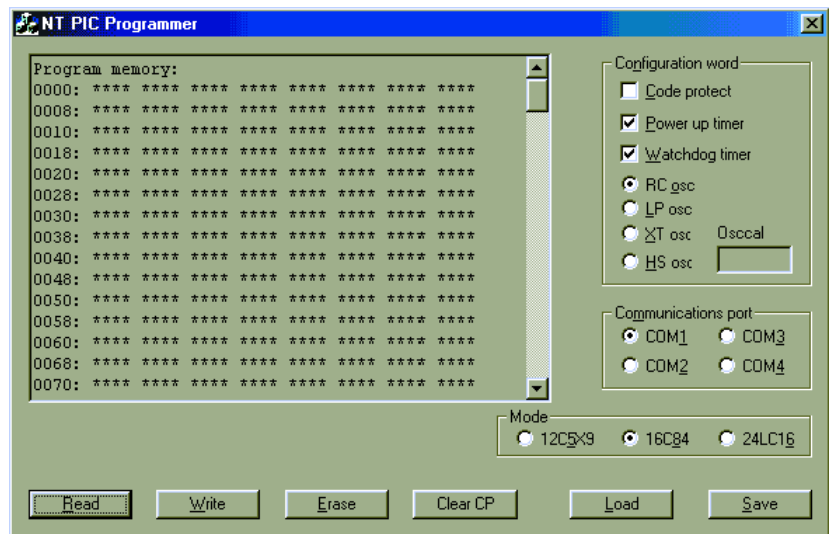 NT PIC Programmer
Program memory:
0000: **** **** **** **** **** **** **** ****
0008: **** **** **** **** **** **** **** ****
0010: **** **** **** **** **** **** **** ****
0018: **** **** **** **** **** **** **** ****
0020: **** **** **** **** **** **** **** ****
0028: **** **** **** **** **** **** **** ****
0030: **** **** **** **** **** **** **** ****
0038: **** **** **** **** **** **** **** ****
0040: **** **** **** **** **** **** **** ****
0048: **** **** **** **** **** **** **** ****
0050: **** **** **** **** **** **** **** ****
0058: **** **** **** **** **** **** **** ****
0060: **** **** **** **** **** **** **** ****
0068: **** **** **** **** **** **** **** ****
0070: **** **** **** **** **** **** **** ****
Configuration word
Code protect
Power up timer
Watchdog timer
RC osc
LP osc
XT osc Osccal
HS osc
Communications port
COM1 COM3
COM2 COM4
Mode
12C5X9 16C84 24LC16
Read Write Erase Clear CP Load Save